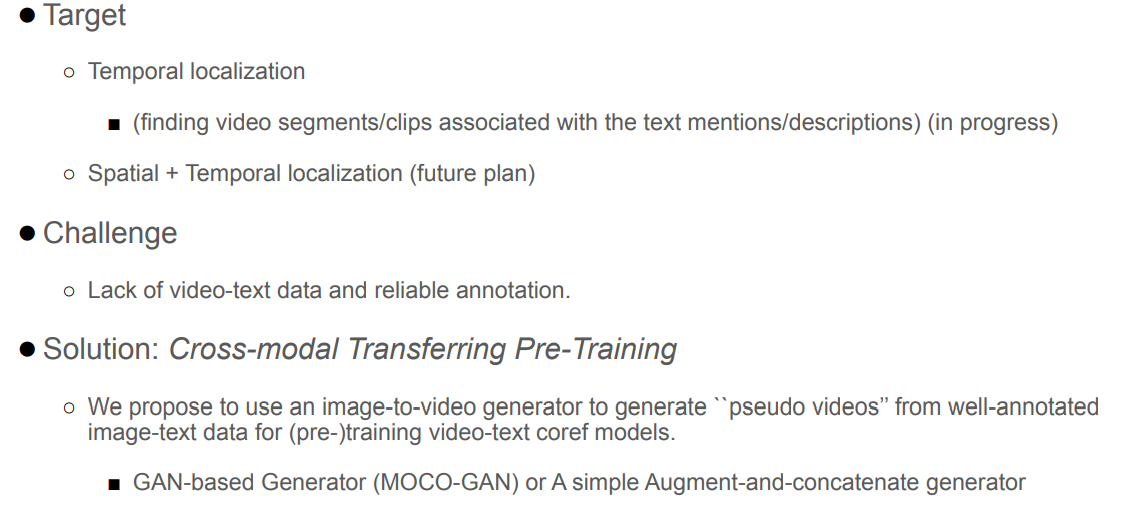 ● Target
○ Temporal localization
■ (finding video segments/clips associated with the text mentions/descriptions) (in progress)
○ Spatial + Temporal localization (future plan)
● Challenge
○ Lack of video-text data and reliable annotation.
● Solution: Cross-modal Transferring Pre-Training
○ We propose to use an image-to-video generator to generate ``pseudo videos’’ from well-annotated
image-text data for (pre-)training video-text coref models.
■ GAN-based Generator (MOCO-GAN) or A simple Augment-and-concatenate generator